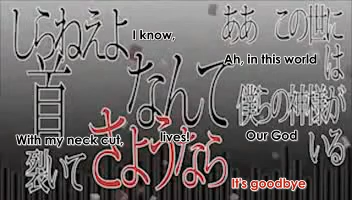 しらねえよ
I know,
首
なんて
With my neck cut,
裂いて
さようなら
lives!
ああ この世に
Ah, in this world
は
僕らの神様が
Our God
いる
It's goodbye